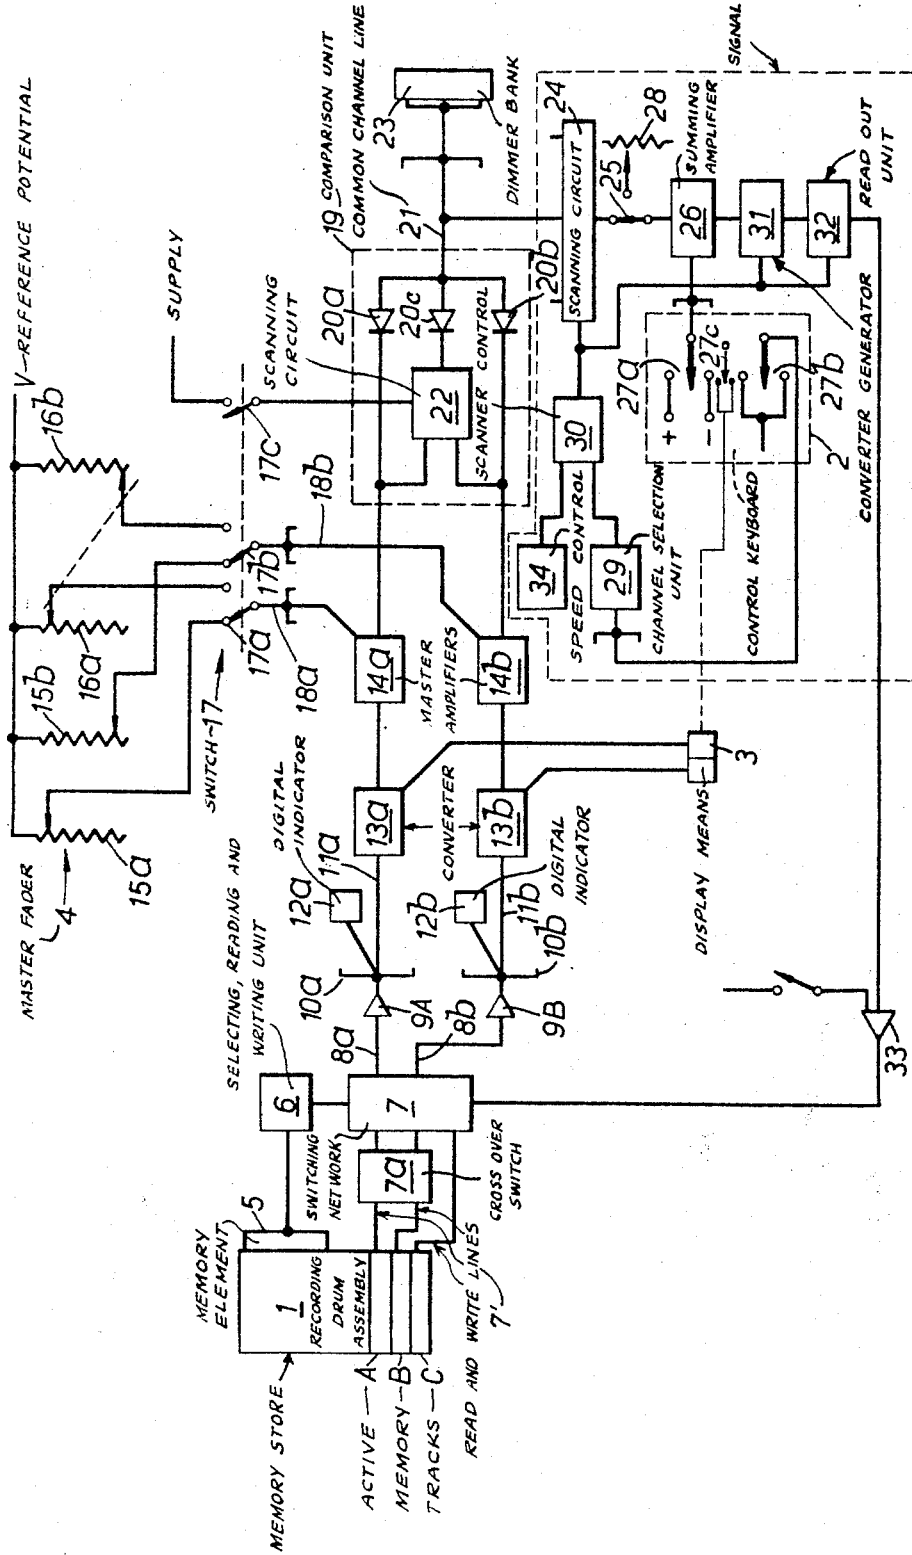 MASTER FADER
4
15a
15b
16a
16b
V-REFERENCE POTENTIAL
SWITCH-17
17a
17b
17C
18a
18b
SUPPLY
SCANNING
CIRCUIT
19
COMPARISON UNIT
COMMON CHANNEL LINE
21
20a
20c
20b
22
SCANNER CONTROL
23
DIMMER BANK
SELECTING, READING AND
WRITING UNIT
6
DIGITAL
INDICATOR
12a
11a
10a
9A
8a
13a
CONVERTER
13b
14a
MASTER
AMPLIFIERS
14b
12b
DIGITAL
INDICATOR
11b
10b
9B
8b
MEMORY
ELEMENT
5
MEMORY STORE
1
RECORDING
DRUM
ASSEMBLY
SWITCHING
NETWORK
7
7a
CROSS OVER
SWITCH
ACTIVE — A
MEMORY — B
TRACKS — C
READ AND WRITE LINES
7'
DISPLAY MEANS
3
33
34
SPEED CONTROL
30
29
CHANNEL SELECTION
UNIT
CONTROL KEYBOARD
2
+
−
27a
27c
27b
SCANNING CIRCUIT
24
25
28
26
SUMMING
AMPLIFIER
31
CONVERTER GENERATOR
32
READ OUT
UNIT
SIGNAL